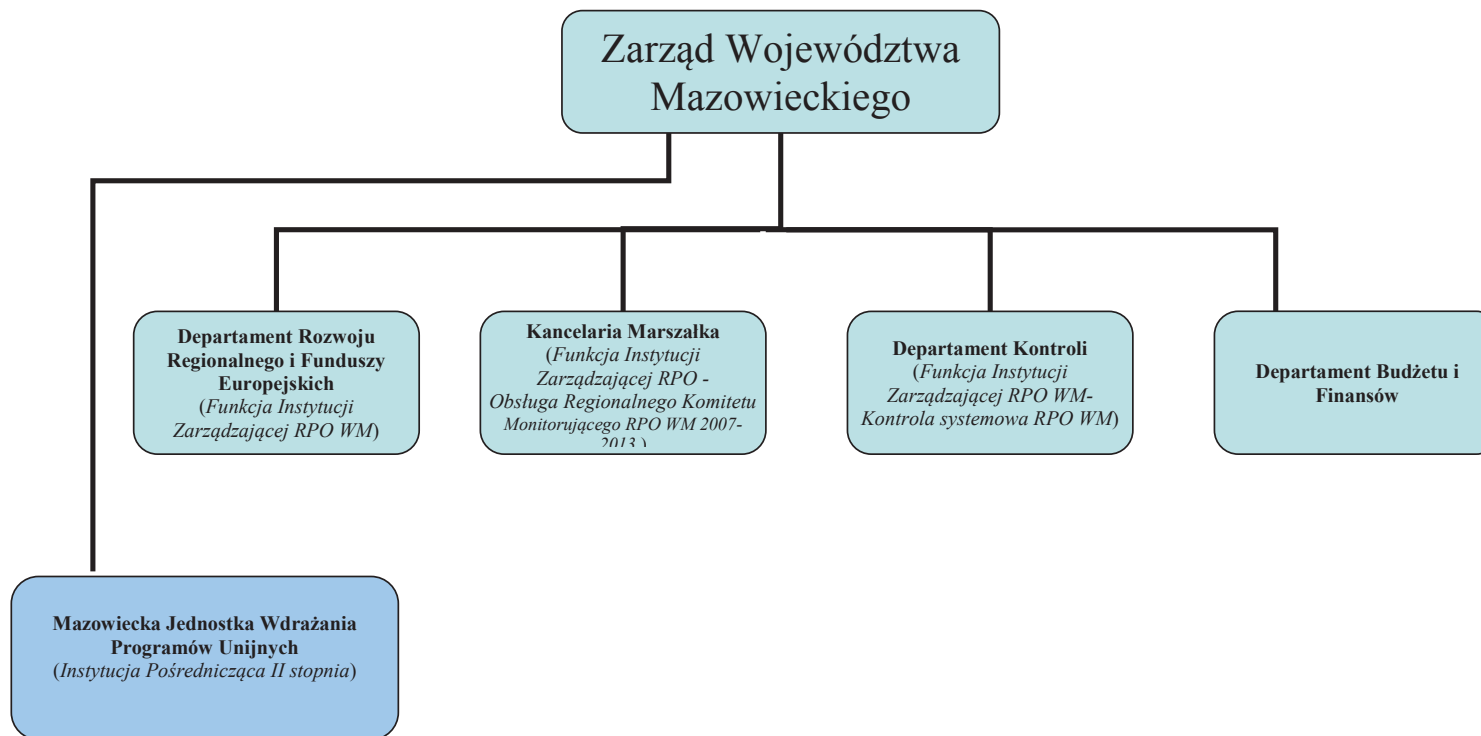 Zarząd Województwa
Mazowieckiego
Departament Rozwoju
Regionalnego i Funduszy
Europejskich
(Funkcja Instytucji
Zarządzającej RPO WM)
Kancelaria Marszałka
(Funkcja Instytucji
Zarządzającej RPO -
Obsługa Regionalnego Komitetu
Monitorującego RPO WM 2007-
2013 )
Departament Kontroli
(Funkcja Instytucji
Zarządzającej RPO WM-
Kontrola systemowa RPO WM)
Departament Budżetu i
Finansów
Mazowiecka Jednostka Wdrażania
Programów Unijnych
(Instytucja Pośrednicząca II stopnia)